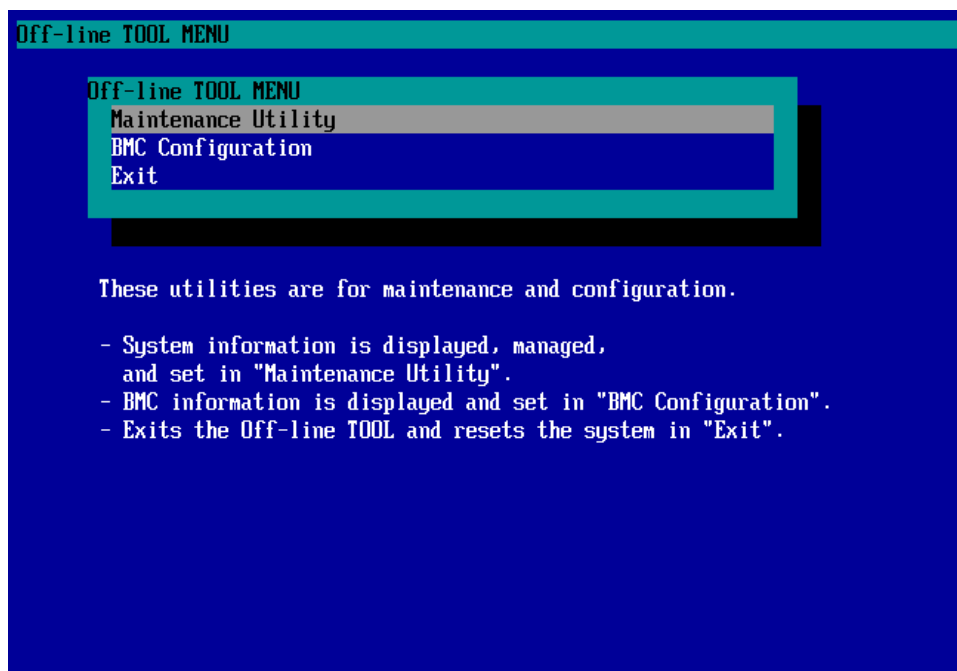 Off-line TOOL MENU
Off-line TOOL MENU
Maintenance Utility
BMC Configuration
Exit
These utilities are for maintenance and configuration.
- System information is displayed, managed,
and set in "Maintenance Utility".
- BMC information is displayed and set in "BMC Configuration".
- Exits the Off-line TOOL and resets the system in "Exit".